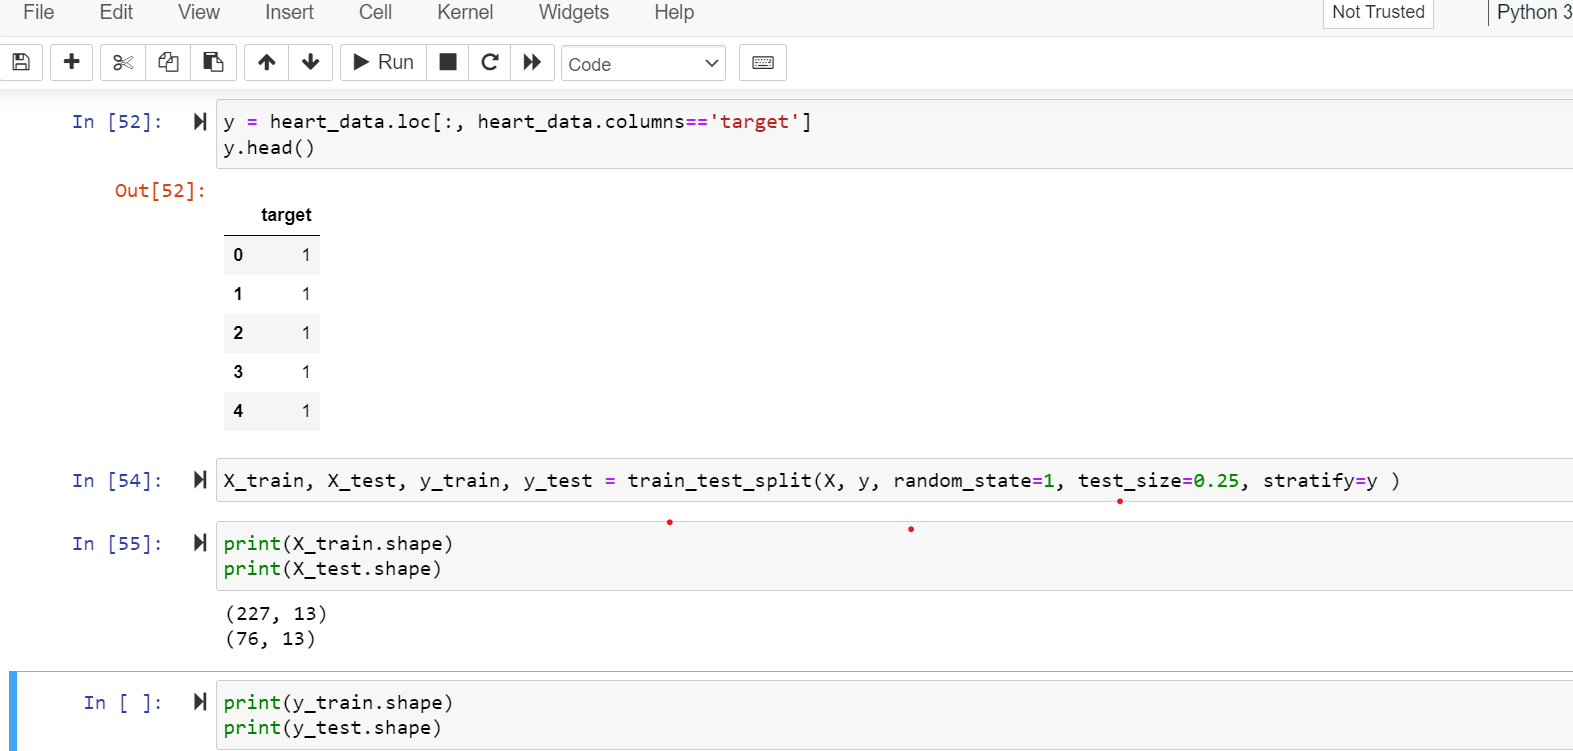 File Edit View Insert Cell Kernel Widgets Help Not Trusted Python 3
Run Code
In [52]: y = heart_data.loc[:, heart_data.columns=='target']
y.head()
Out[52]:
target
0 1
1 1
2 1
3 1
4 1
In [54]: X_train, X_test, y_train, y_test = train_test_split(X, y, random_state=1, test_size=0.25, stratify=y )
In [55]: print(X_train.shape)
print(X_test.shape)
(227, 13)
(76, 13)
In [ ]: print(y_train.shape)
print(y_test.shape)